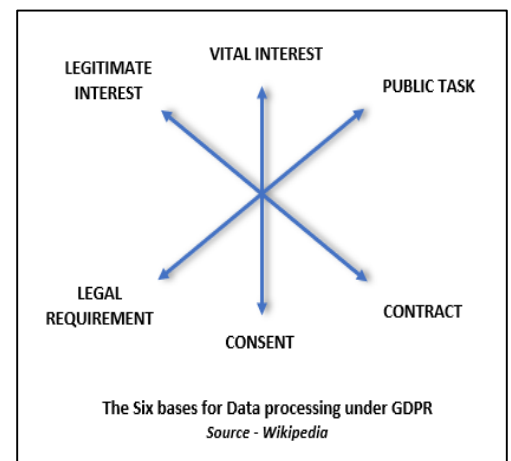 VITAL INTEREST
LEGITIMATE
INTEREST
PUBLIC TASK
LEGAL
REQUIREMENT
CONTRACT
CONSENT
The Six bases for Data processing under GDPR
Source - Wikipedia